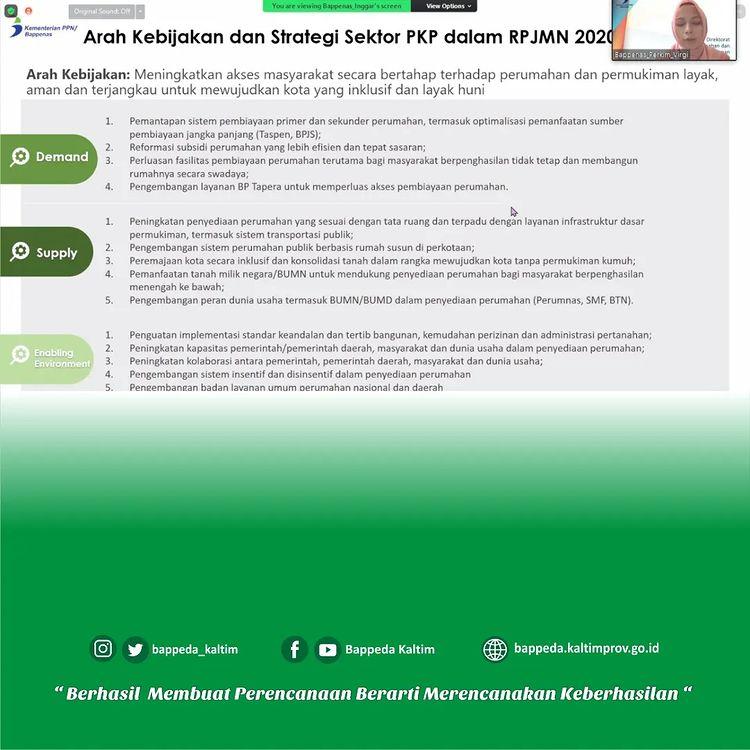 Original Sound: Off
You are viewing Bappenas_Inggar's screen
View Options
Kementerian PPN/
Bappenas
Arah Kebijakan dan Strategi Sektor PKP dalam RPJMN 2020
Bappenas_Perkim_Virgi
Direktorat
Arah Kebijakan: Meningkatkan akses masyarakat secara bertahap terhadap perumahan dan permukiman layak,
aman dan terjangkau untuk mewujudkan kota yang inklusif dan layak huni
Demand
1. Pemantapan sistem pembiayaan primer dan sekunder perumahan, termasuk optimalisasi pemanfaatan sumber
pembiayaan jangka panjang (Taspen, BPJS);
2. Reformasi subsidi perumahan yang lebih efisien dan tepat sasaran;
3. Perluasan fasilitas pembiayaan perumahan terutama bagi masyarakat berpenghasilan tidak tetap dan membangun
rumahnya secara swadaya;
4. Pengembangan layanan BP Tapera untuk memperluas akses pembiayaan perumahan.
Supply
1. Peningkatan penyediaan perumahan yang sesuai dengan tata ruang dan terpadu dengan layanan infrastruktur dasar
permukiman, termasuk sistem transportasi publik;
2. Pengembangan sistem perumahan publik berbasis rumah susun di perkotaan;
3. Peremajaan kota secara inklusif dan konsolidasi tanah dalam rangka mewujudkan kota tanpa permukiman kumuh;
4. Pemanfaatan tanah milik negara/BUMN untuk mendukung penyediaan perumahan bagi masyarakat berpenghasilan
menengah ke bawah;
5. Pengembangan peran dunia usaha termasuk BUMN/BUMD dalam penyediaan perumahan (Perumnas, SMF, BTN).
Enabling
Environment
1. Penguatan implementasi standar keandalan dan tertib bangunan, kemudahan perizinan dan administrasi pertanahan;
2. Peningkatan kapasitas pemerintah/pemerintah daerah, masyarakat dan dunia usaha dalam penyediaan perumahan;
3. Peningkatan kolaborasi antara pemerintah, pemerintah daerah, masyarakat dan dunia usaha;
4. Pengembangan sistem insentif dan disinsentif dalam penyediaan perumahan
5. Pengembangan badan layanan umum perumahan nasional dan daerah
bappeda_kaltim
Bappeda Kaltim
bappeda.kaltimprov.go.id
“ Berhasil Membuat Perencanaan Berarti Merencanakan Keberhasilan “